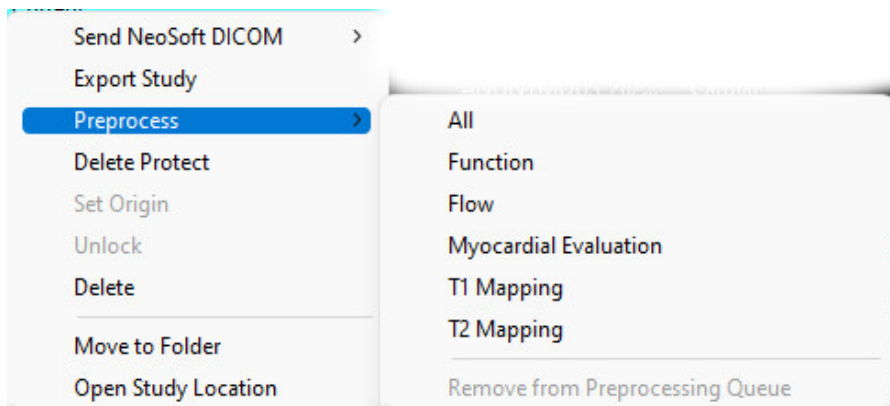 Send NeoSoft DICOM
Export Study
Preprocess
Delete Protect
Set Origin
Unlock
Delete
Move to Folder
Open Study Location
All
Function
Flow
Myocardial Evaluation
T1 Mapping
T2 Mapping
Remove from Preprocessing Queue